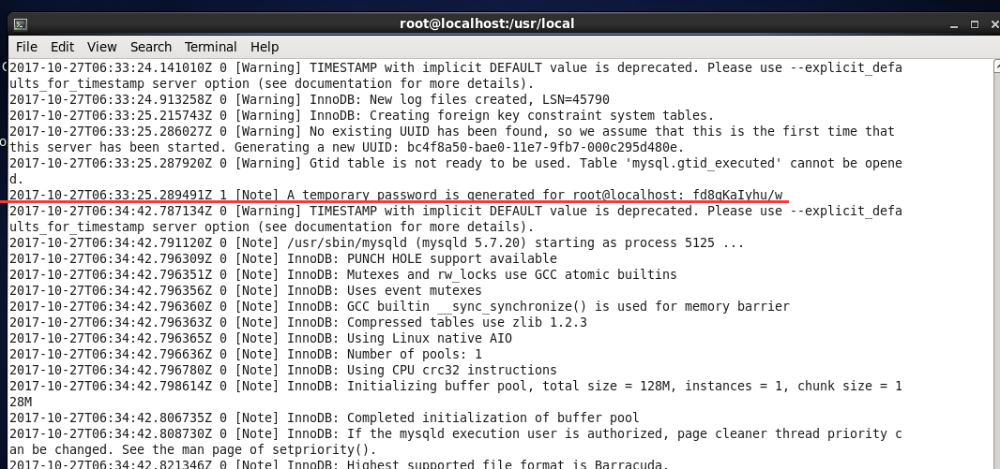 root@localhost:/usr/local
File Edit View Search Terminal Help
2017-10-27T06:33:24.141010Z 0 [Warning] TIMESTAMP with implicit DEFAULT value is deprecated. Please use --explicit_defa
ults_for_timestamp server option (see documentation for more details).
2017-10-27T06:33:24.913258Z 0 [Warning] InnoDB: New log files created, LSN=45790
2017-10-27T06:33:25.215743Z 0 [Warning] InnoDB: Creating foreign key constraint system tables.
2017-10-27T06:33:25.286027Z 0 [Warning] No existing UUID has been found, so we assume that this is the first time that
this server has been started. Generating a new UUID: bc4f8a50-bae0-11e7-9fb7-000c295d480e.
2017-10-27T06:33:25.287920Z 0 [Warning] Gtid table is not ready to be used. Table 'mysql.gtid_executed' cannot be opene
d.
2017-10-27T06:33:25.289491Z 1 [Note] A temporary password is generated for root@localhost:
2017-10-27T06:34:42.787134Z 0 [Warning] TIMESTAMP with implicit DEFAULT value is deprecated. Please use --explicit_defa
ults_for_timestamp server option (see documentation for more details).
2017-10-27T06:34:42.791120Z 0 [Note] /usr/sbin/mysqld (mysqld 5.7.20) starting as process 5125 ...
2017-10-27T06:34:42.796309Z 0 [Note] InnoDB: PUNCH HOLE support available
2017-10-27T06:34:42.796351Z 0 [Note] InnoDB: Mutexes and rw_locks use GCC atomic builtins
2017-10-27T06:34:42.796356Z 0 [Note] InnoDB: Uses event mutexes
2017-10-27T06:34:42.796360Z 0 [Note] InnoDB: GCC builtin __sync_synchronize() is used for memory barrier
2017-10-27T06:34:42.796363Z 0 [Note] InnoDB: Compressed tables use zlib 1.2.3
2017-10-27T06:34:42.796365Z 0 [Note] InnoDB: Using Linux native AIO
2017-10-27T06:34:42.796636Z 0 [Note] InnoDB: Number of pools: 1
2017-10-27T06:34:42.796780Z 0 [Note] InnoDB: Using CPU crc32 instructions
2017-10-27T06:34:42.798614Z 0 [Note] InnoDB: Initializing buffer pool, total size = 128M, instances = 1, chunk size = 1
28M
2017-10-27T06:34:42.806735Z 0 [Note] InnoDB: Completed initialization of buffer pool
2017-10-27T06:34:42.808730Z 0 [Note] InnoDB: If the mysqld execution user is authorized, page cleaner thread priority c
an be changed. See the man page of setpriority().
2017-10-27T06:34:42.821346Z 0 [Note] InnoDB: Highest supported file format is Barracuda.